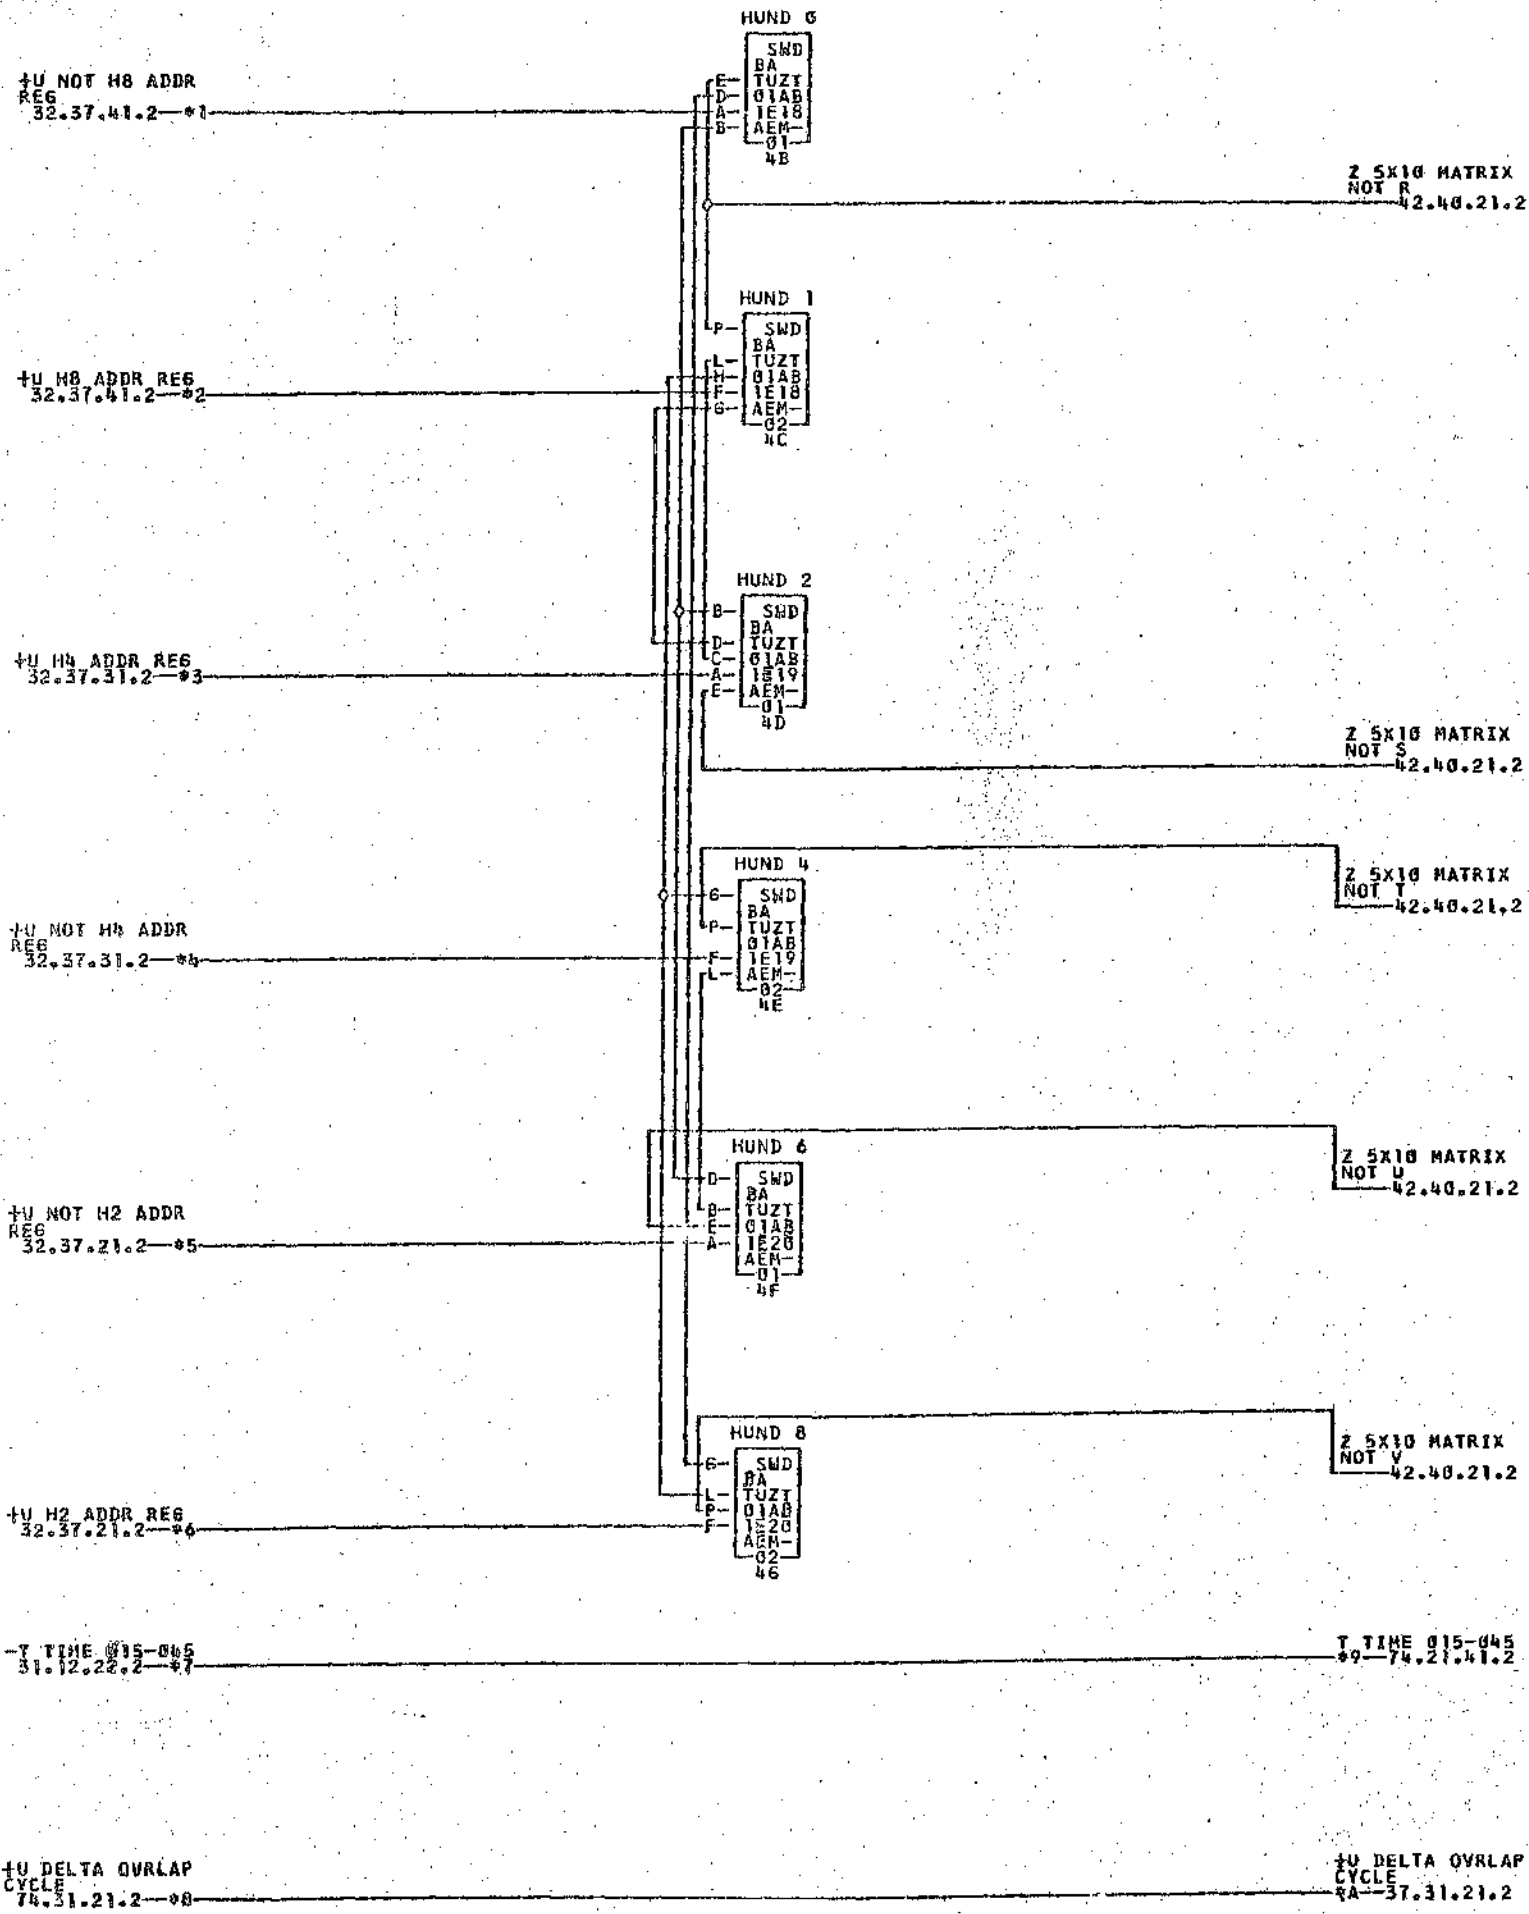 HUND 0
SWD
BA
E- TUZT
D- 01AB
A- 1E18
B- AEM-
-01-
4B
+U NOT H8 ADDR
REG
32.37.41.2--*1
Z 5X10 MATRIX
NOT R
42.40.21.2
HUND 1
P- SWD
BA
L- TUZT
H- 01AB
F- 1E18
G- AEM-
-02-
4C
+U H8 ADDR REG
32.37.41.2--*2
HUND 2
B- SWD
BA
D- TUZT
C- 01AB
A- 1E19
E- AEM-
-01-
4D
+U H4 ADDR REG
32.37.31.2--*3
Z 5X10 MATRIX
NOT S
42.40.21.2
HUND 4
G- SWD
BA
P- TUZT
01AB
F- 1E19
L- AEM-
-02-
4E
Z 5X10 MATRIX
NOT T
42.40.21.2
+U NOT H4 ADDR
REG
32.37.31.2--*4
HUND 6
D- SWD
BA
B- TUZT
E- 01AB
A- 1E20
AEM-
-01-
4F
Z 5X10 MATRIX
NOT U
42.40.21.2
+U NOT H2 ADDR
REG
32.37.21.2--*5
HUND 8
G- SWD
BA
L- TUZT
P- 01AB
F- 1E20
AEM-
-02-
4G
Z 5X10 MATRIX
NOT V
42.40.21.2
+U H2 ADDR REG
32.37.21.2--*6
-T TIME 015-045
31.12.22.2--*7
T TIME 015-045
*9--74.21.41.2
+U DELTA OVRLAP
CYCLE
74.31.21.2--*8
+U DELTA OVRLAP
CYCLE
*A--37.31.21.2